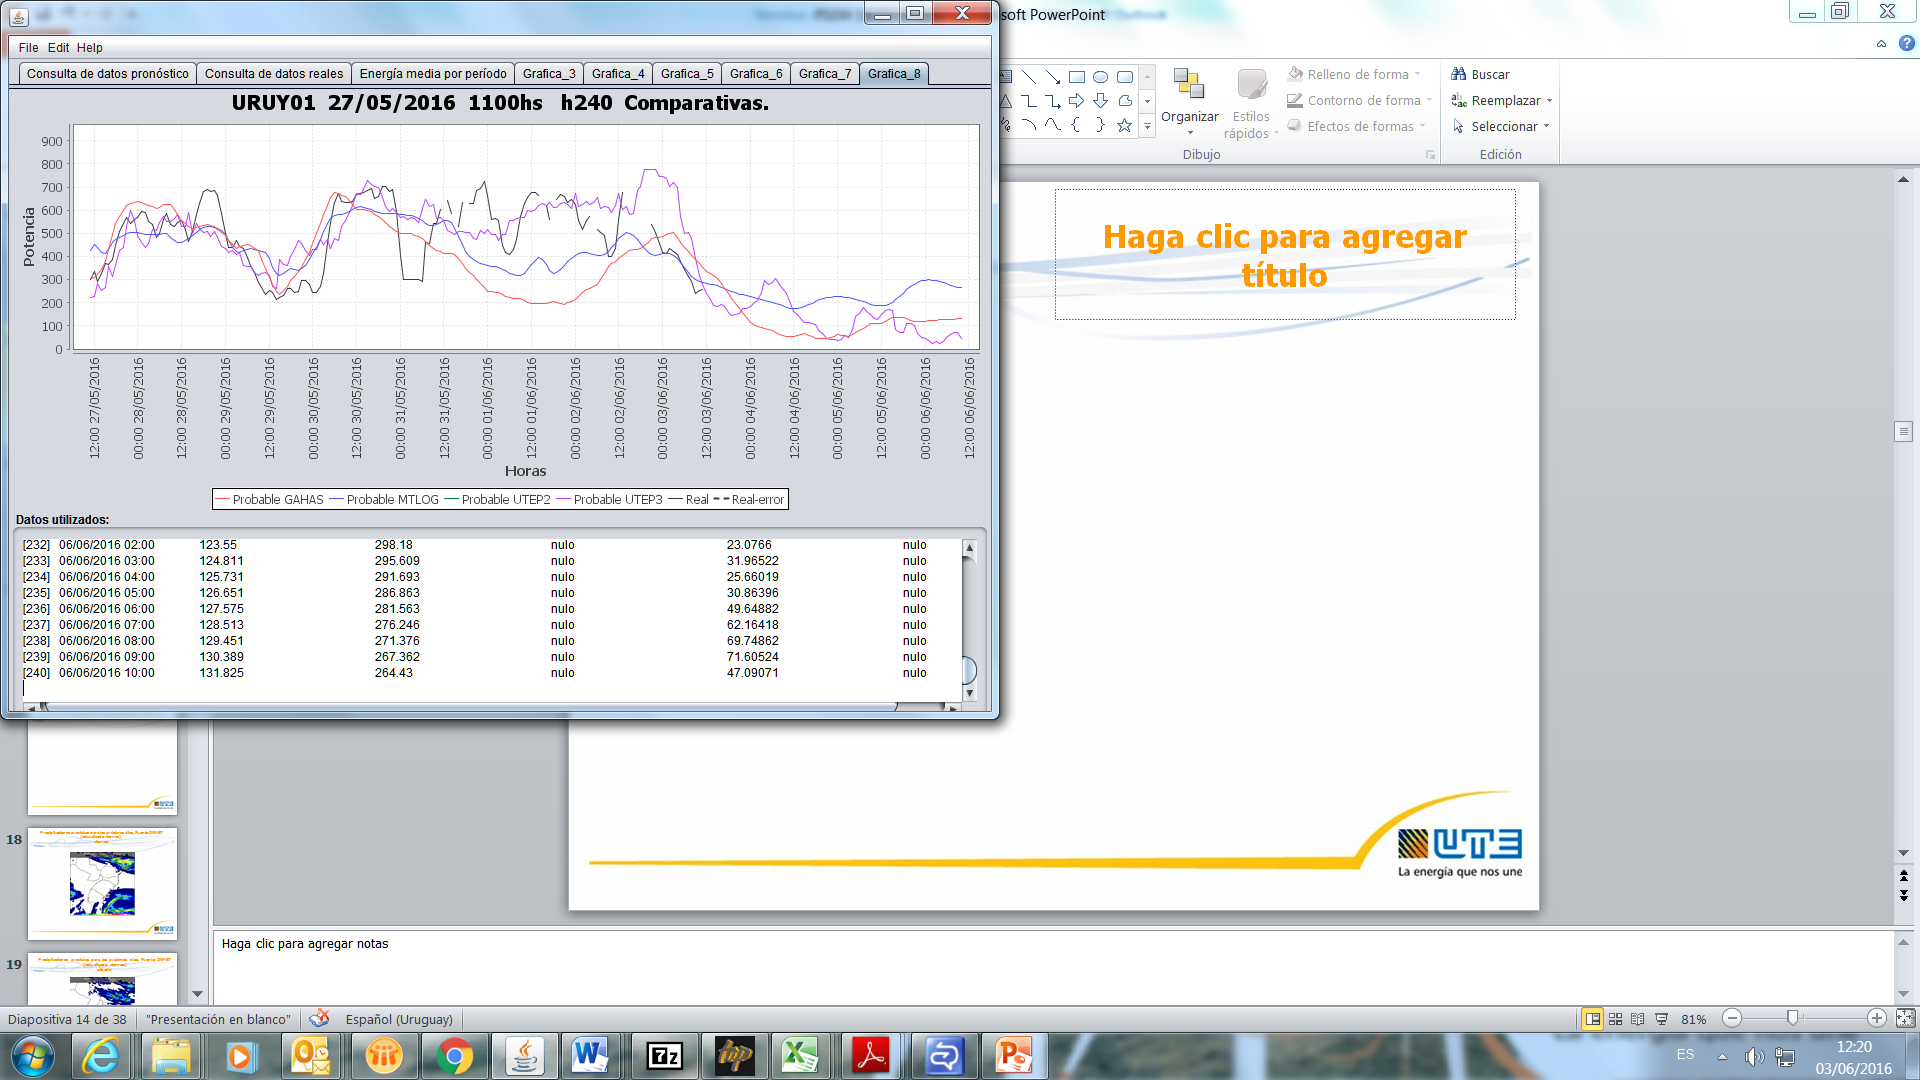 soft PowerPoint
File Edit Help
Consulta de datos pronóstico Consulta de datos reales Energía media por período Grafica_3 Grafica_4 Grafica_5 Grafica_6 Grafica_7 Grafica_8
URUY01 27/05/2016 1100hs h240 Comparativas.
Potencia
900
800
700
600
500
400
300
200
100
0
12:00 27/05/2016
00:00 28/05/2016
12:00 28/05/2016
00:00 29/05/2016
12:00 29/05/2016
00:00 30/05/2016
12:00 30/05/2016
00:00 31/05/2016
12:00 31/05/2016
00:00 01/06/2016
12:00 01/06/2016
00:00 02/06/2016
12:00 02/06/2016
00:00 03/06/2016
12:00 03/06/2016
00:00 04/06/2016
12:00 04/06/2016
00:00 05/06/2016
12:00 05/06/2016
00:00 06/06/2016
12:00 06/06/2016
Horas
Probable GAHAS Probable MTLOG Probable UTEP2 Probable UTEP3 Real Real-error
Datos utilizados:
[232] 06/06/2016 02:00 123.55 298.18 nulo 23.0766 nulo
[233] 06/06/2016 03:00 124.811 295.609 nulo 31.96522 nulo
[234] 06/06/2016 04:00 125.731 291.693 nulo 25.66019 nulo
[235] 06/06/2016 05:00 126.651 286.863 nulo 30.86396 nulo
[236] 06/06/2016 06:00 127.575 281.563 nulo 49.64882 nulo
[237] 06/06/2016 07:00 128.513 276.246 nulo 62.16418 nulo
[238] 06/06/2016 08:00 129.451 271.376 nulo 69.74862 nulo
[239] 06/06/2016 09:00 130.389 267.362 nulo 71.60524 nulo
[240] 06/06/2016 10:00 131.825 264.43 nulo 47.09071 nulo
Organizar
Estilos
rápidos
Relleno de forma
Contorno de forma
Efectos de formas
Dibujo
Buscar
Reemplazar
Seleccionar
Edición
Haga clic para agregar
título
UTE
La energía que nos une
18
19
Haga clic para agregar notas
Diapositiva 14 de 38 "Presentación en blanco" Español (Uruguay) 81%
7z
top
ES
12:20
03/06/2016